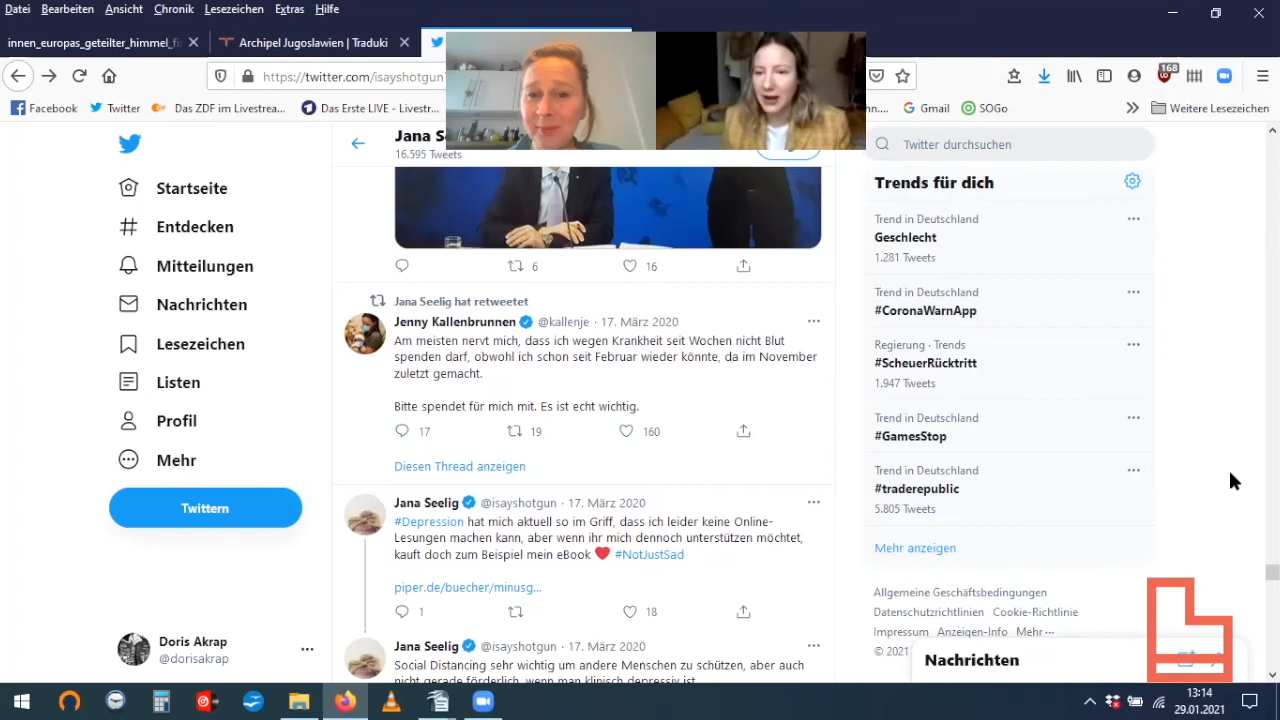 Datei Bearbeiten Ansicht Chronik Lesezeichen Extras Hilfe
innen_europas_geteilter_himmel_fe
Archipel Jugoslawien | Traduki
https://twitter.com/isayshotgun
168
Facebook
Twitter
Das ZDF im Livestrea...
Das Erste LIVE - Livestr...
Gmail
SOGo
Weitere Lesezeichen
Startseite
Entdecken
Mitteilungen
Nachrichten
Lesezeichen
Listen
Profil
Mehr
Twittern
Doris Akrap
@dorisakrap
Jana S
16.595 Tweets
6 16
Jana Seelig hat retweetet
Jenny Kallenbrunnen @kallenje · 17. März 2020
Am meisten nervt mich, dass ich wegen Krankheit seit Wochen nicht Blut
spenden darf, obwohl ich schon seit Februar wieder könnte, da im November
zuletzt gemacht.
Bitte spendet für mich mit. Es ist echt wichtig.
17 19 160
Diesen Thread anzeigen
Jana Seelig @isayshotgun · 17. März 2020
#Depression hat mich aktuell so im Griff, dass ich leider keine Online-
Lesungen machen kann, aber wenn ihr mich dennoch unterstützen möchtet,
kauft doch zum Beispiel mein eBook ❤ #NotJustSad
piper.de/buecher/minusg...
1 18
Jana Seelig @isayshotgun · 17. März 2020
Social Distancing sehr wichtig um andere Menschen zu schützen, aber auch
nicht gerade förderlich, wenn man klinisch depressiv ist.
Twitter durchsuchen
Trends für dich
Trend in Deutschland
Geschlecht
1.281 Tweets
Trend in Deutschland
#CoronaWarnApp
Regierung · Trends
#ScheuerRücktritt
1.947 Tweets
Trend in Deutschland
#GamesStop
Trend in Deutschland
#traderepublic
5.805 Tweets
Mehr anzeigen
Allgemeine Geschäftsbedingungen
Datenschutzrichtlinien Cookie-Richtlinie
Impressum Anzeigen-Info Mehr ···
© 2021
Nachrichten
13:14
29.01.2021